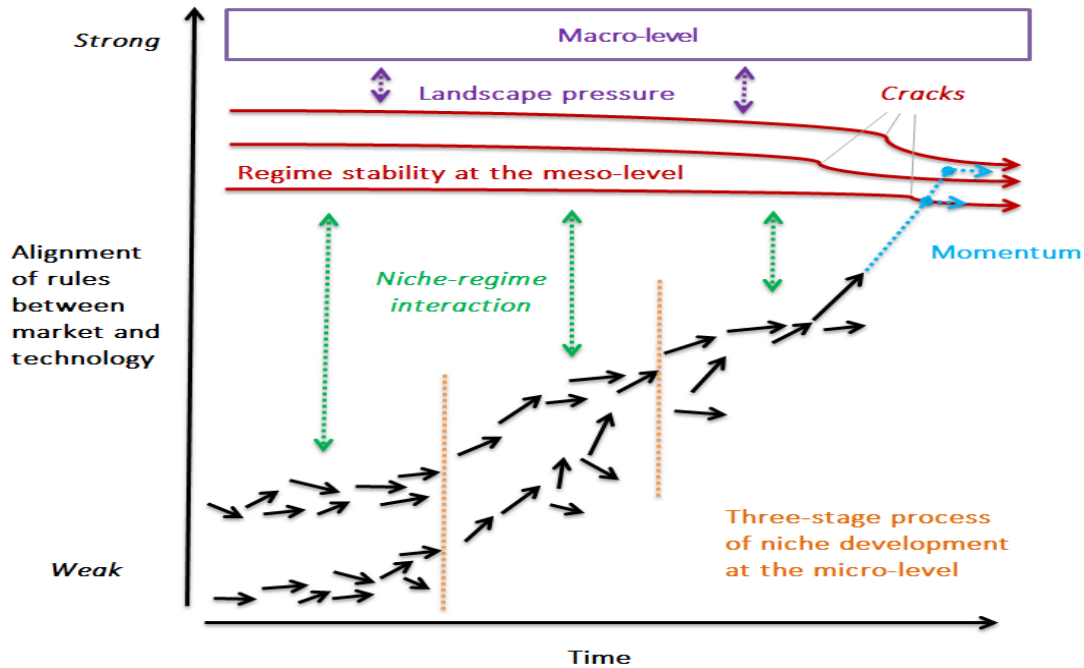 Strong
Macro-level
Landscape pressure
Cracks
Regime stability at the meso-level
Alignment
of rules
between
market and
technology
Niche-regime
interaction
Momentum
Three-stage process
of niche development
at the micro-level
Weak
Time